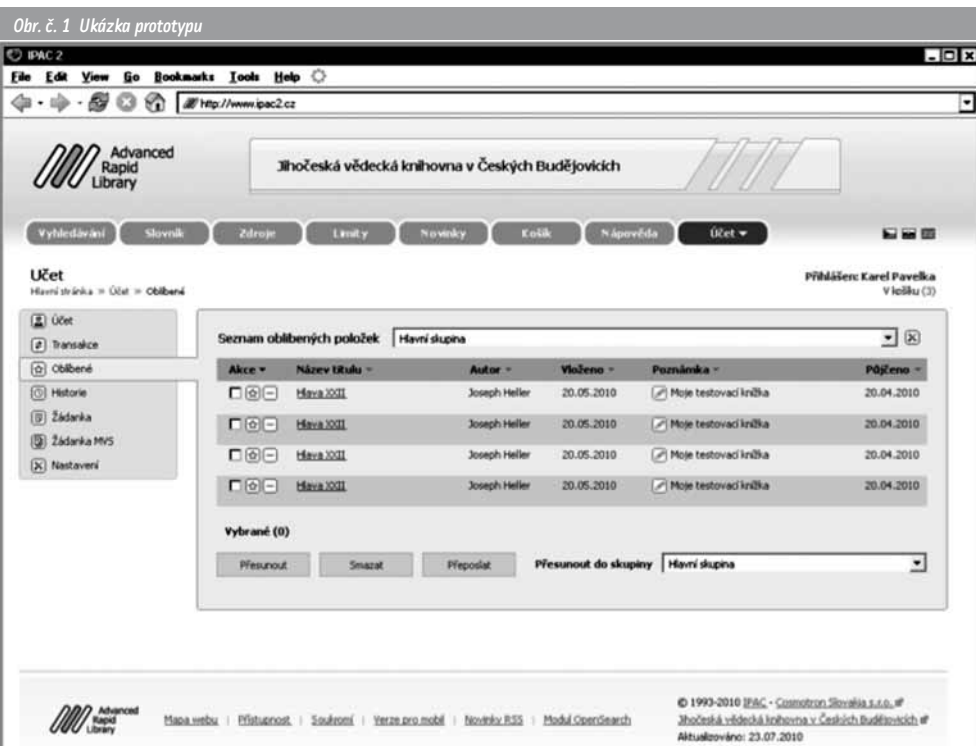 Obr. č. 1 Ukázka prototypu
IPAC 2
File Edit View Go Bookmarks Tools Help
http://www.ipac2.cz
Advanced
Rapid
Library
Jihočeská vědecká knihovna v Českých Budějovicích
Vyhledávání Slovník Zdroje Limity Novinky Košík Nápověda Účet
Účet
Přihlášen: Karel Pavelka
Hlavní stránka » Účet » Oblíbené
V košíku (3)
Účet
Transakce
Oblíbené
Historie
Žádanka
Žádanka MVS
Nastavení
Seznam oblíbených položek Hlavní skupina
Akce Název titulu Autor Vloženo Poznámka Půjčeno
Hlava XXII Joseph Heller 20.05.2010 Moje testovací knížka 20.04.2010
Hlava XXII Joseph Heller 20.05.2010 Moje testovací knížka 20.04.2010
Hlava XXII Joseph Heller 20.05.2010 Moje testovací knížka 20.04.2010
Hlava XXII Joseph Heller 20.05.2010 Moje testovací knížka 20.04.2010
Vybrané (0)
Přesunout Smazat Přeposlat Přesunout do skupiny Hlavní skupina
Advanced
Rapid
Library
Mapa webu | Přístupnost | Soukromí | Verze pro mobil | Novinky RSS | Modul OpenSearch
© 1993-2010 IPAC - Cosmotron Slovakia s.r.o.
Jihočeská vědecká knihovna v Českých Budějovicích
Aktualizováno: 23.07.2010